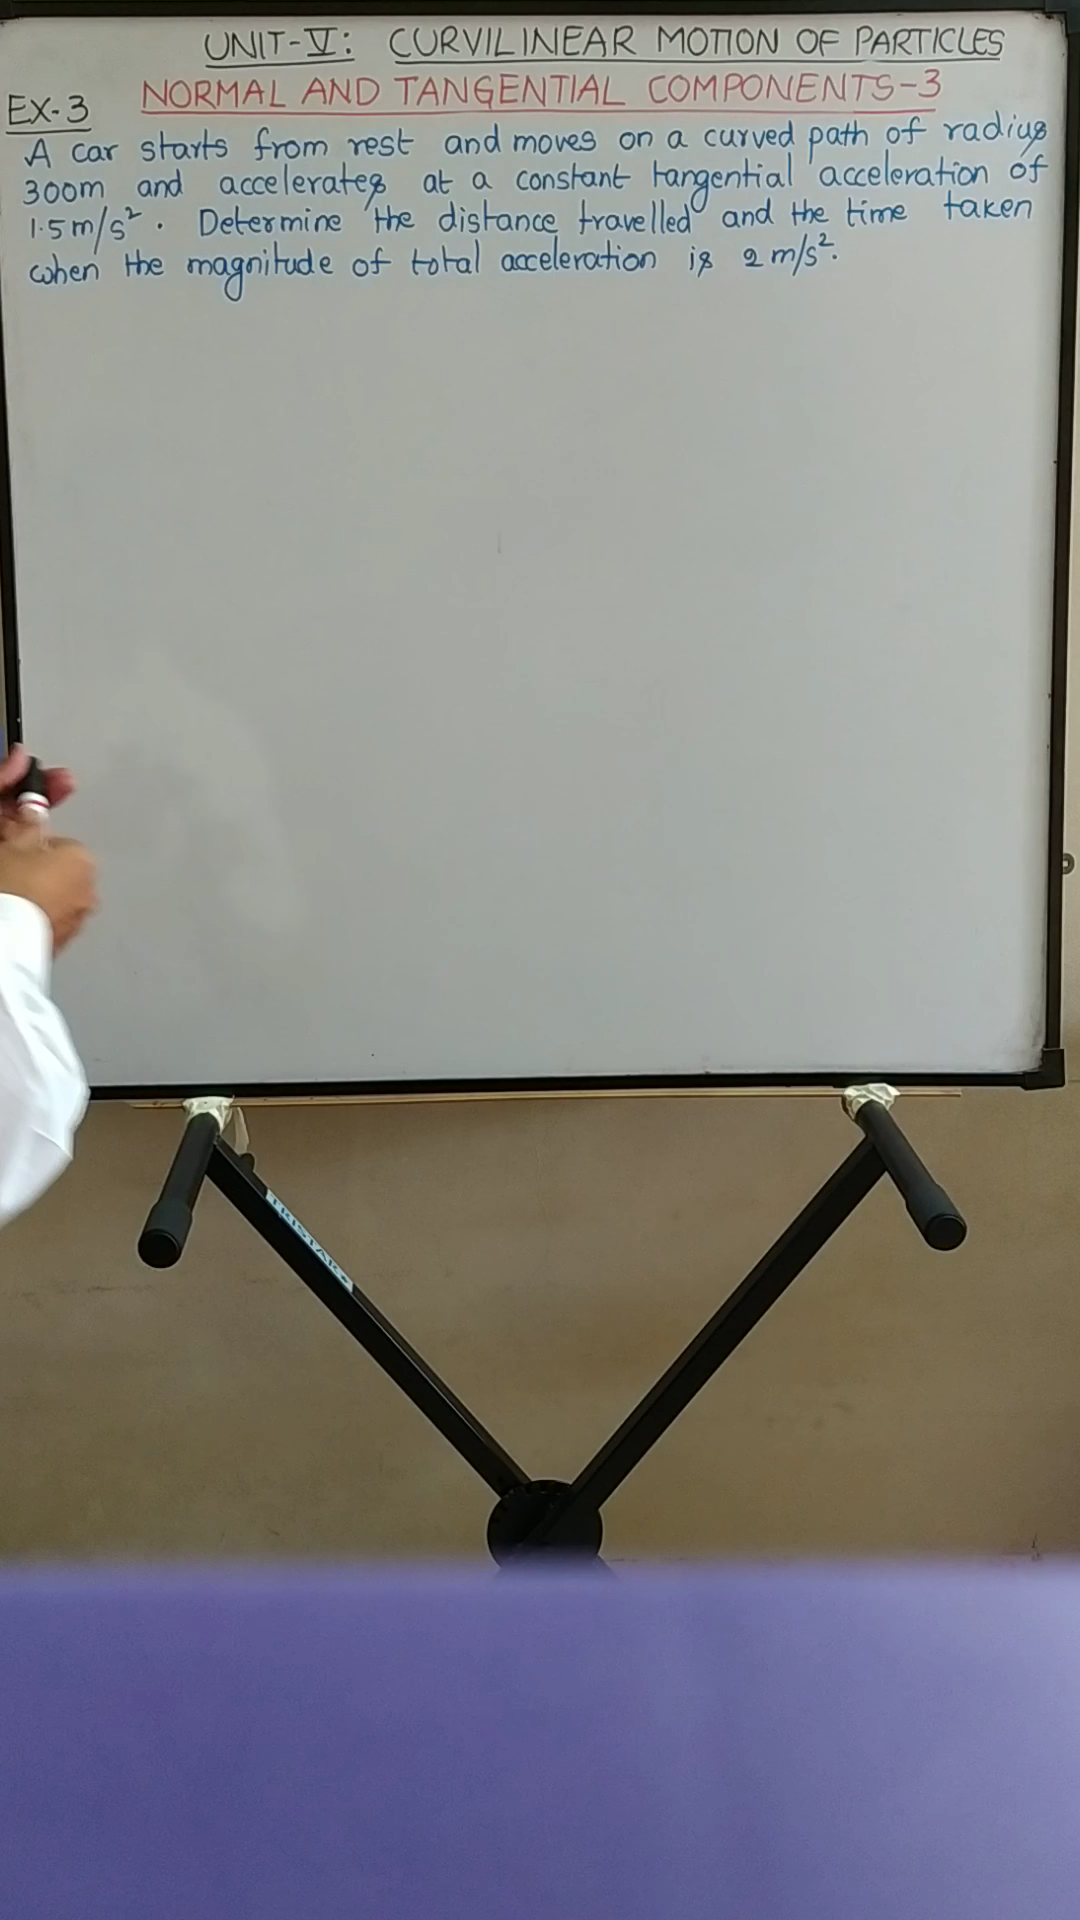 UNIT-V: CURVILINEAR MOTION OF PARTICLES
NORMAL AND TANGENTIAL COMPONENTS-3
EX-3
A car starts from rest and moves on a curved path of radius
300m and accelerates at a constant tangential acceleration of
1.5m/s². Determine the distance travelled and the time taken
when the magnitude of total acceleration is 2 m/s².
TRISTAR